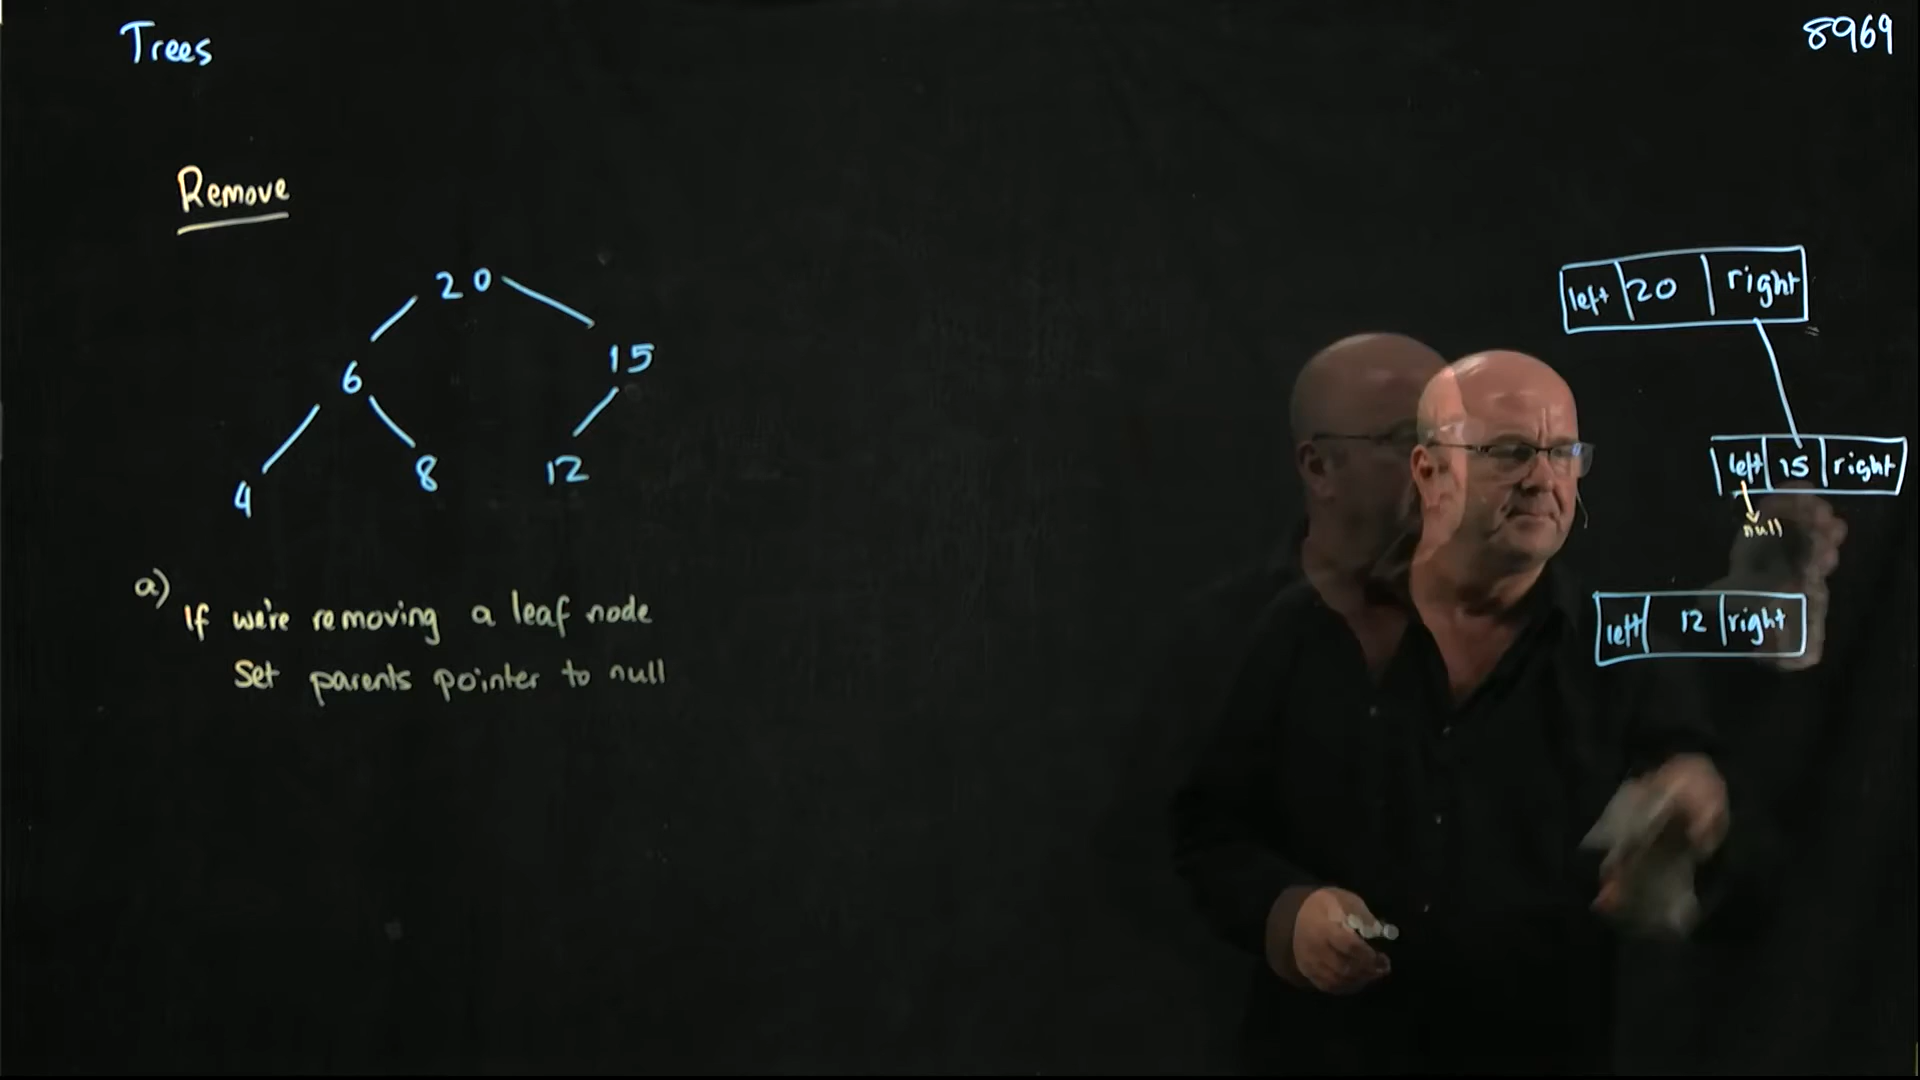 Trees
8969
Remove
20
6 15
4 8 12
a)
If we're removing a leaf node
Set parents pointer to null
left 20 right
left 15 right
null
left 12 right